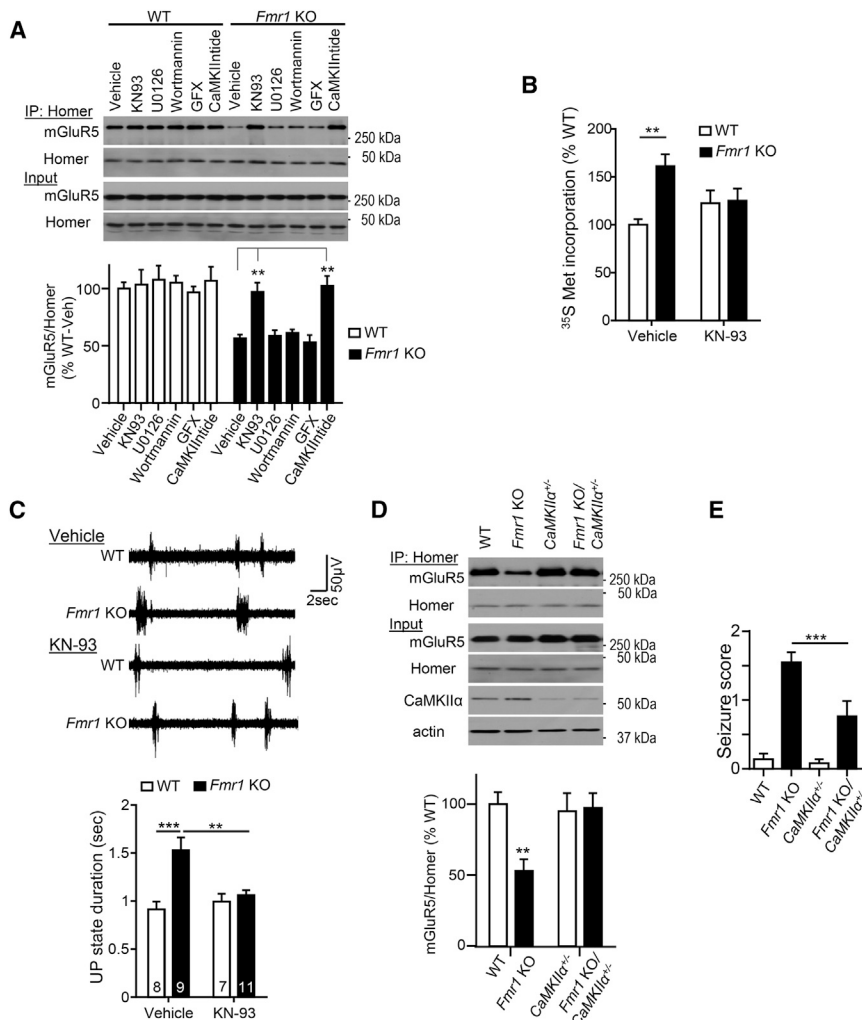 A
WT Fmr1 KO
Vehicle KN93 U0126 Wortmannin GFX CaMKIIntide Vehicle KN93 U0126 Wortmannin GFX CaMKIIntide
IP: Homer
mGluR5
250 kDa
Homer
50 kDa
Input
mGluR5
250 kDa
Homer
50 kDa
mGluR5/Homer
(% WT-Veh)
100
50
0
** **
WT
Fmr1 KO
Vehicle KN93 U0126 Wortmannin GFX CaMKIIntide Vehicle KN93 U0126 Wortmannin GFX CaMKIIntide
B
35S Met incorporation (% WT)
200
150
100
50
0
**
WT
Fmr1 KO
Vehicle KN-93
C
Vehicle
WT
50μV
2sec
Fmr1 KO
KN-93
WT
Fmr1 KO
WT Fmr1 KO
UP state duration (sec)
2
1.5
1
0.5
0
*** **
8 9 7 11
Vehicle KN-93
D
WT Fmr1 KO CaMKIIα+/- Fmr1 KO/
CaMKIIα+/-
IP: Homer
mGluR5
250 kDa
50 kDa
Homer
Input
mGluR5
250 kDa
50 kDa
Homer
CaMKIIα
50 kDa
actin
37 kDa
mGluR5/Homer (% WT)
100
50
0
**
WT Fmr1 KO CaMKIIα+/- Fmr1 KO/
CaMKIIα+/-
E
Seizure score
2
1
0
***
WT Fmr1 KO CaMKIIα+/- Fmr1 KO/